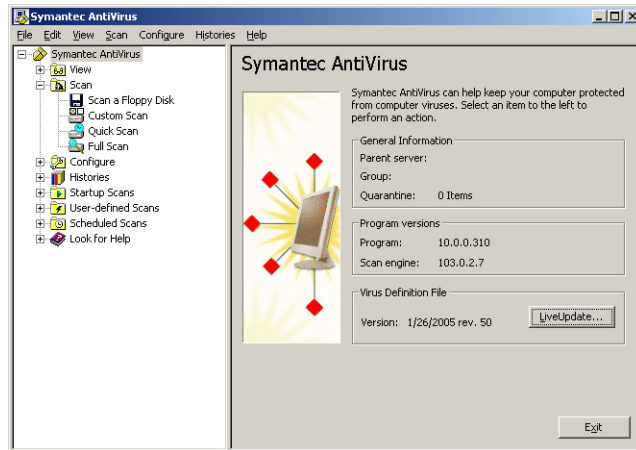 Symantec AntiVirus
File Edit View Scan Configure Histories Help
Symantec AntiVirus
View
Scan
Scan a Floppy Disk
Custom Scan
Quick Scan
Full Scan
Configure
Histories
Startup Scans
User-defined Scans
Scheduled Scans
Look for Help
Symantec AntiVirus
Symantec AntiVirus can help keep your computer protected
from computer viruses. Select an item to the left to
perform an action.
General Information
Parent server:
Group:
Quarantine: 0 Items
Program versions
Program: 10.0.0.310
Scan engine: 103.0.2.7
Virus Definition File
Version: 1/26/2005 rev. 50
LiveUpdate...
Exit